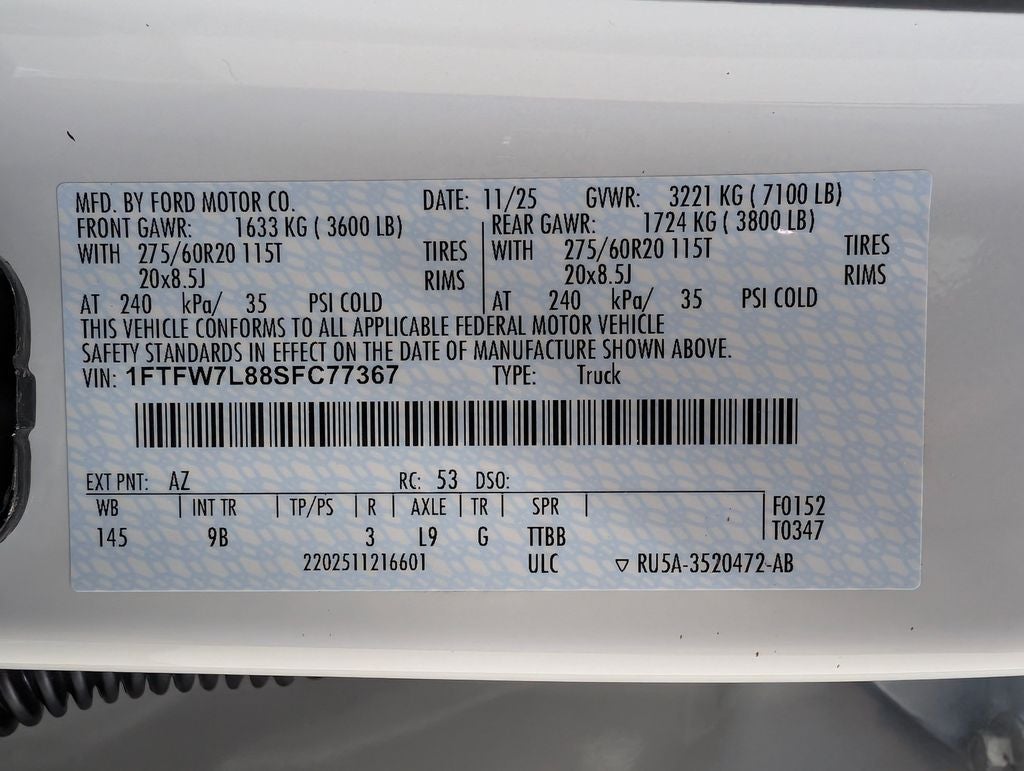 MFD. BY FORD MOTOR CO. DATE: 11/25 GVWR: 3221 KG ( 7100 LB)
FRONT GAWR: 1633 KG ( 3600 LB) REAR GAWR: 1724 KG ( 3800 LB)
WITH 275/60R20 115T TIRES WITH 275/60R20 115T TIRES
20x8.5J RIMS 20x8.5J RIMS
AT 240 kPa/ 35 PSI COLD AT 240 kPa/ 35 PSI COLD
THIS VEHICLE CONFORMS TO ALL APPLICABLE FEDERAL MOTOR VEHICLE
SAFETY STANDARDS IN EFFECT ON THE DATE OF MANUFACTURE SHOWN ABOVE.
VIN: 1FTFW7L88SFC77367 TYPE: Truck
EXT PNT: AZ RC: 53 DSO:
WB | INT TR | TP/PS | R | AXLE | TR | SPR | F0152
145 9B 3 L9 G TTBB T0347
2202511216601 ULC ▽ RU5A-3520472-AB